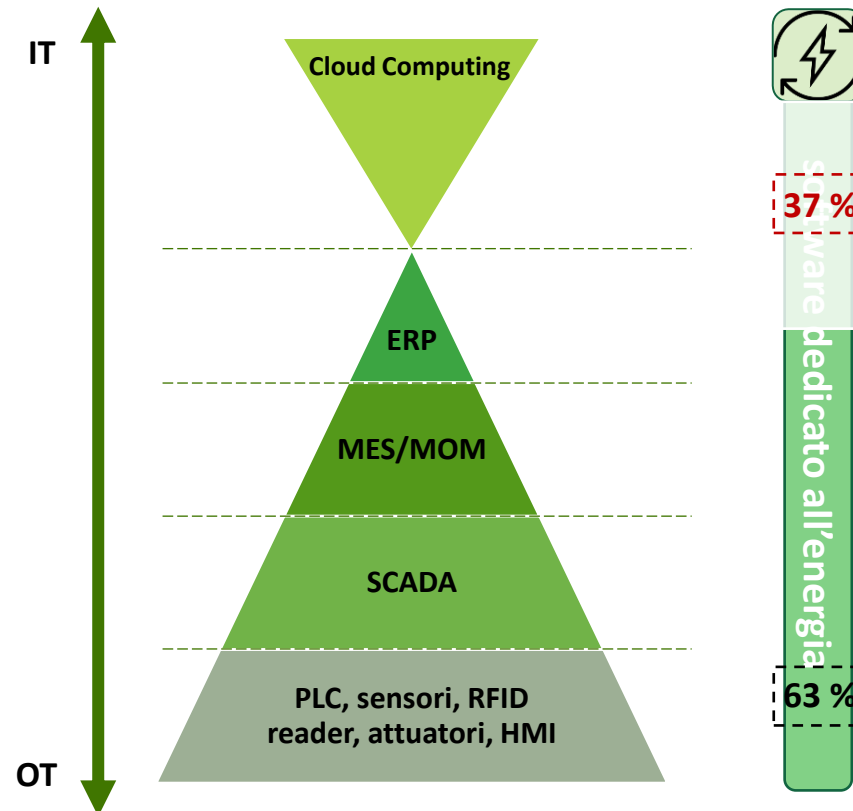 IT
Cloud Computing
37 %
ERP
MES/MOM
SCADA
PLC, sensori, RFID
reader, attuatori, HMI
OT
software dedicato all'energia
63 %